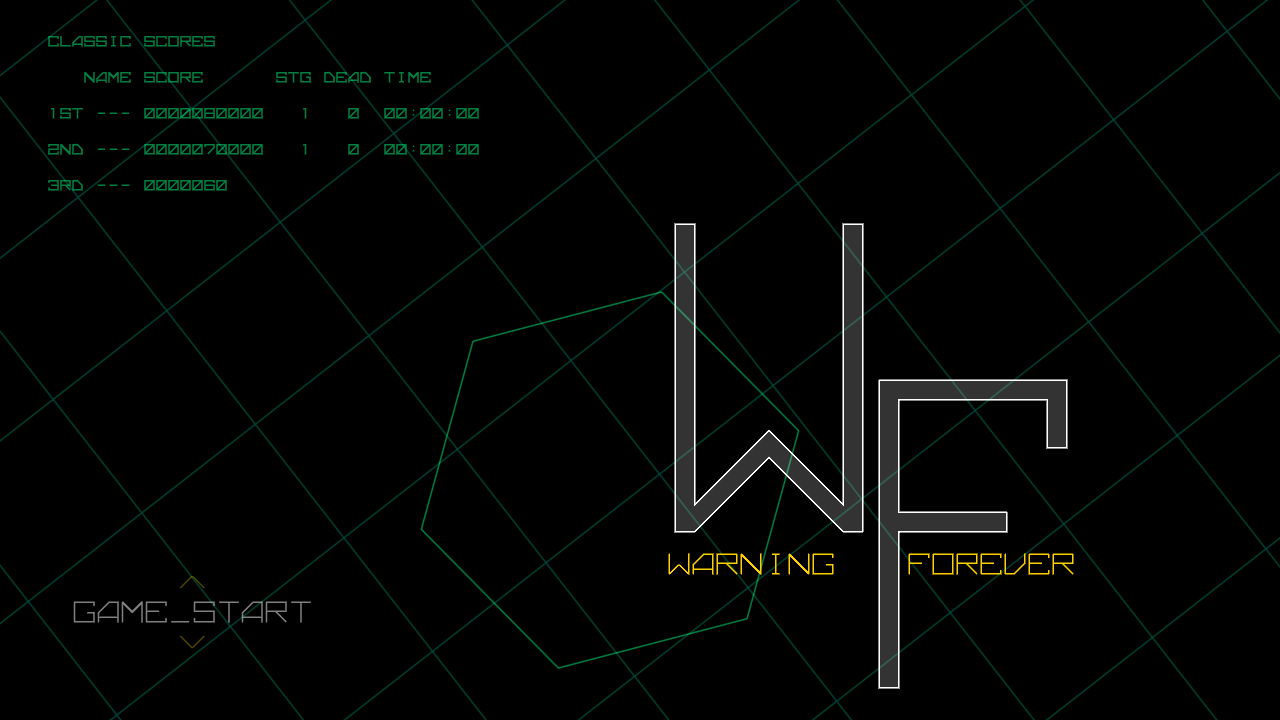 CLASSIC SCORES
NAME SCORE STG DEAD TIME
1ST --- 0000080000 1 0 00:00:00
2ND --- 0000070000 1 0 00:00:00
3RD --- 0000060
WF
WARNING FOREVER
GAME_START